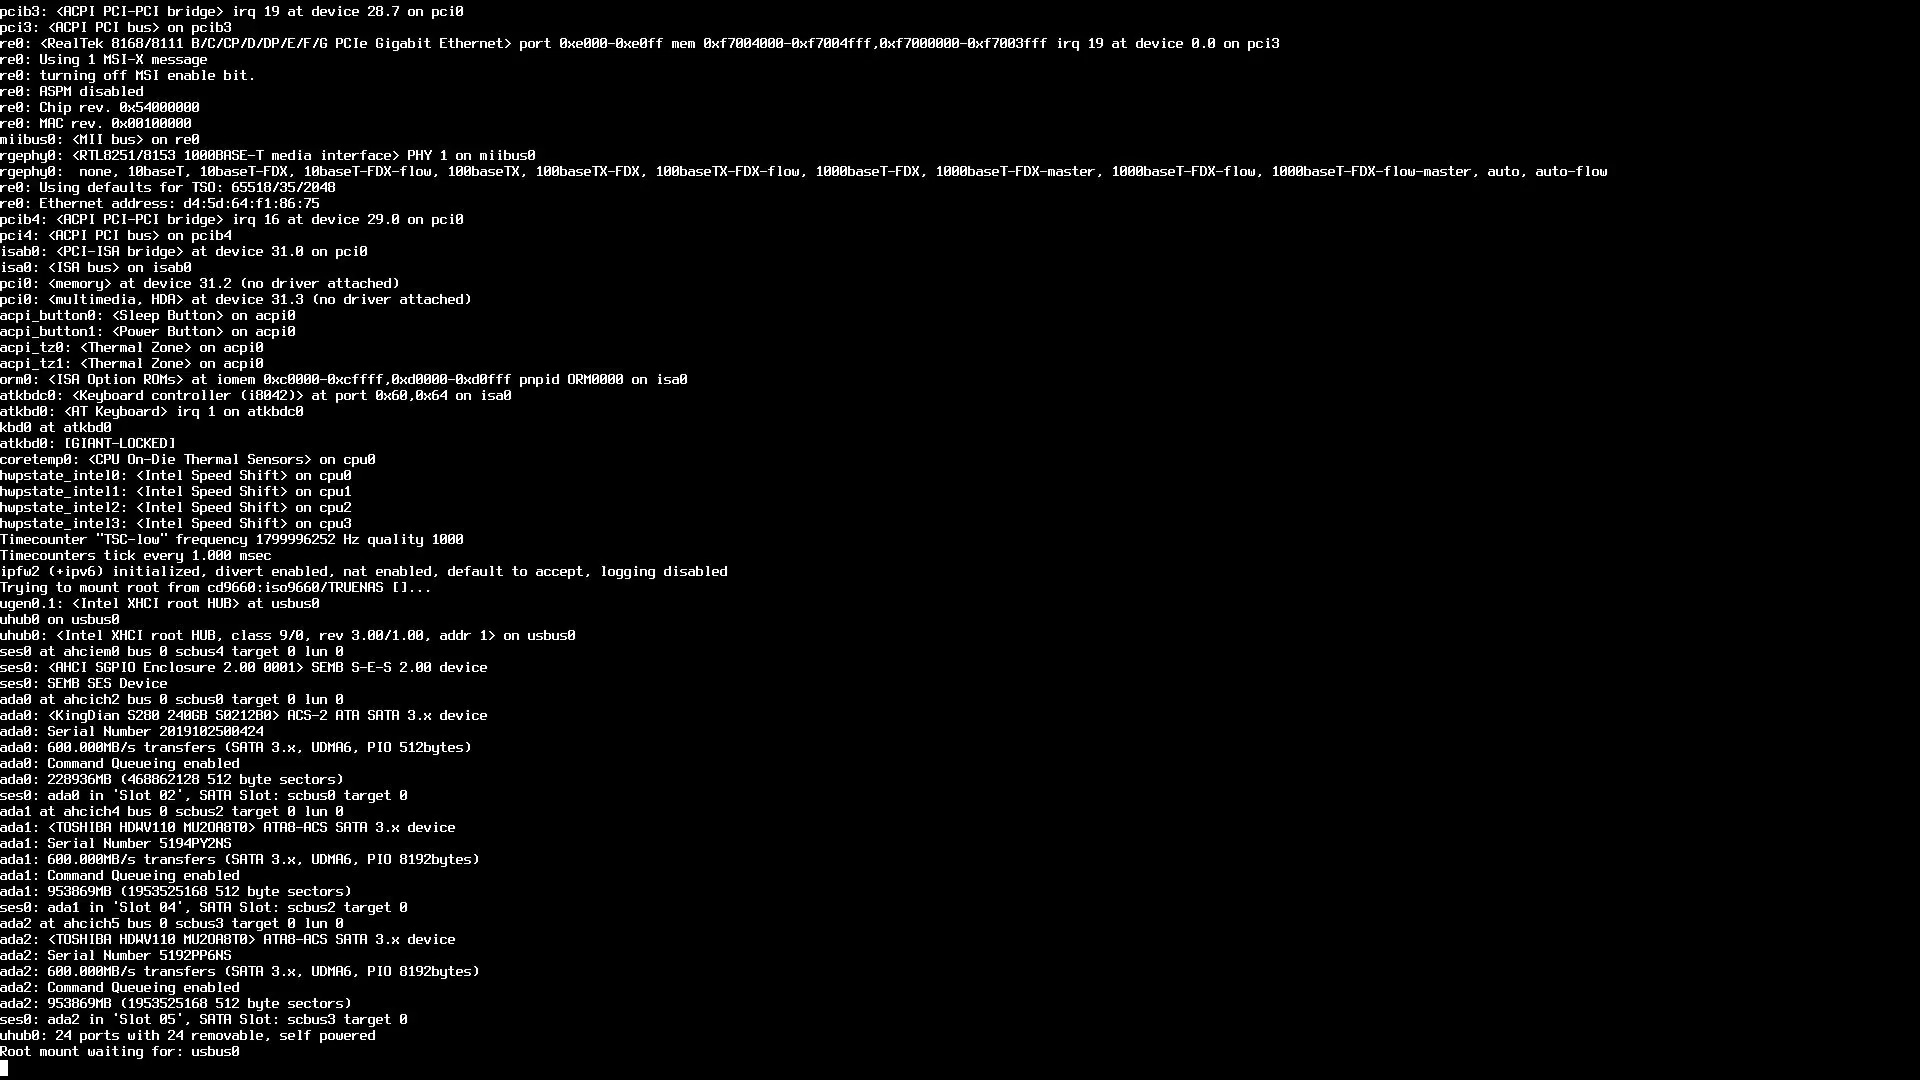 pcib3: <ACPI PCI-PCI bridge> irq 19 at device 28.7 on pci0
pci3: <ACPI PCI bus> on pcib3
re0: <RealTek 8168/8111 B/C/CP/D/DP/E/F/G PCIe Gigabit Ethernet> port 0xe000-0xe0ff mem 0xf7004000-0xf7004fff,0xf7000000-0xf7003fff irq 19 at device 0.0 on pci3
re0: Using 1 MSI-X message
re0: turning off MSI enable bit.
re0: ASPM disabled
re0: Chip rev. 0x54000000
re0: MAC rev. 0x00100000
miibus0: <MII bus> on re0
rgephy0: <RTL8251/8153 1000BASE-T media interface> PHY 1 on miibus0
rgephy0:  none, 10baseT, 10baseT-FDX, 10baseT-FDX-flow, 100baseTX, 100baseTX-FDX, 100baseTX-FDX-flow, 1000baseT-FDX, 1000baseT-FDX-master, 1000baseT-FDX-flow, 1000baseT-FDX-flow-master, auto, auto-flow
re0: Using defaults for TSO: 65518/35/2048
re0: Ethernet address: d4:5d:64:f1:86:75
pcib4: <ACPI PCI-PCI bridge> irq 16 at device 29.0 on pci0
pci4: <ACPI PCI bus> on pcib4
isab0: <PCI-ISA bridge> at device 31.0 on pci0
isa0: <ISA bus> on isab0
pci0: <memory> at device 31.2 (no driver attached)
pci0: <multimedia, HDA> at device 31.3 (no driver attached)
acpi_button0: <Sleep Button> on acpi0
acpi_button1: <Power Button> on acpi0
acpi_tz0: <Thermal Zone> on acpi0
acpi_tz1: <Thermal Zone> on acpi0
orm0: <ISA Option ROMs> at iomem 0xc0000-0xcffff,0xd0000-0xd0fff pnpid ORM0000 on isa0
atkbdc0: <Keyboard controller (i8042)> at port 0x60,0x64 on isa0
atkbd0: <AT Keyboard> irq 1 on atkbdc0
kbd0 at atkbd0
atkbd0: [GIANT-LOCKED]
coretemp0: <CPU On-Die Thermal Sensors> on cpu0
hwpstate_intel0: <Intel Speed Shift> on cpu0
hwpstate_intel1: <Intel Speed Shift> on cpu1
hwpstate_intel2: <Intel Speed Shift> on cpu2
hwpstate_intel3: <Intel Speed Shift> on cpu3
Timecounter "TSC-low" frequency 1799996252 Hz quality 1000
Timecounters tick every 1.000 msec
ipfw2 (+ipv6) initialized, divert enabled, nat enabled, default to accept, logging disabled
Trying to mount root from cd9660:iso9660/TRUENAS []...
ugen0.1: <Intel XHCI root HUB> at usbus0
uhub0 on usbus0
uhub0: <Intel XHCI root HUB, class 9/0, rev 3.00/1.00, addr 1> on usbus0
ses0 at ahciem0 bus 0 scbus4 target 0 lun 0
ses0: <AHCI SGPIO Enclosure 2.00 0001> SEMB S-E-S 2.00 device
ses0: SEMB SES Device
ada0 at ahcich2 bus 0 scbus0 target 0 lun 0
ada0: <KingDian S280 240GB S0212B0> ACS-2 ATA SATA 3.x device
ada0: Serial Number 2019102500424
ada0: 600.000MB/s transfers (SATA 3.x, UDMA6, PIO 512bytes)
ada0: Command Queueing enabled
ada0: 228936MB (468862128 512 byte sectors)
ses0: ada0 in 'Slot 02', SATA Slot: scbus0 target 0
ada1 at ahcich4 bus 0 scbus2 target 0 lun 0
ada1: <TOSHIBA HDWV110 MU2OA8T0> ATA8-ACS SATA 3.x device
ada1: Serial Number 5194PY2NS
ada1: 600.000MB/s transfers (SATA 3.x, UDMA6, PIO 8192bytes)
ada1: Command Queueing enabled
ada1: 953869MB (1953525168 512 byte sectors)
ses0: ada1 in 'Slot 04', SATA Slot: scbus2 target 0
ada2 at ahcich5 bus 0 scbus3 target 0 lun 0
ada2: <TOSHIBA HDWV110 MU2OA8T0> ATA8-ACS SATA 3.x device
ada2: Serial Number 5192PP6NS
ada2: 600.000MB/s transfers (SATA 3.x, UDMA6, PIO 8192bytes)
ada2: Command Queueing enabled
ada2: 953869MB (1953525168 512 byte sectors)
ses0: ada2 in 'Slot 05', SATA Slot: scbus3 target 0
uhub0: 24 ports with 24 removable, self powered
Root mount waiting for: usbus0